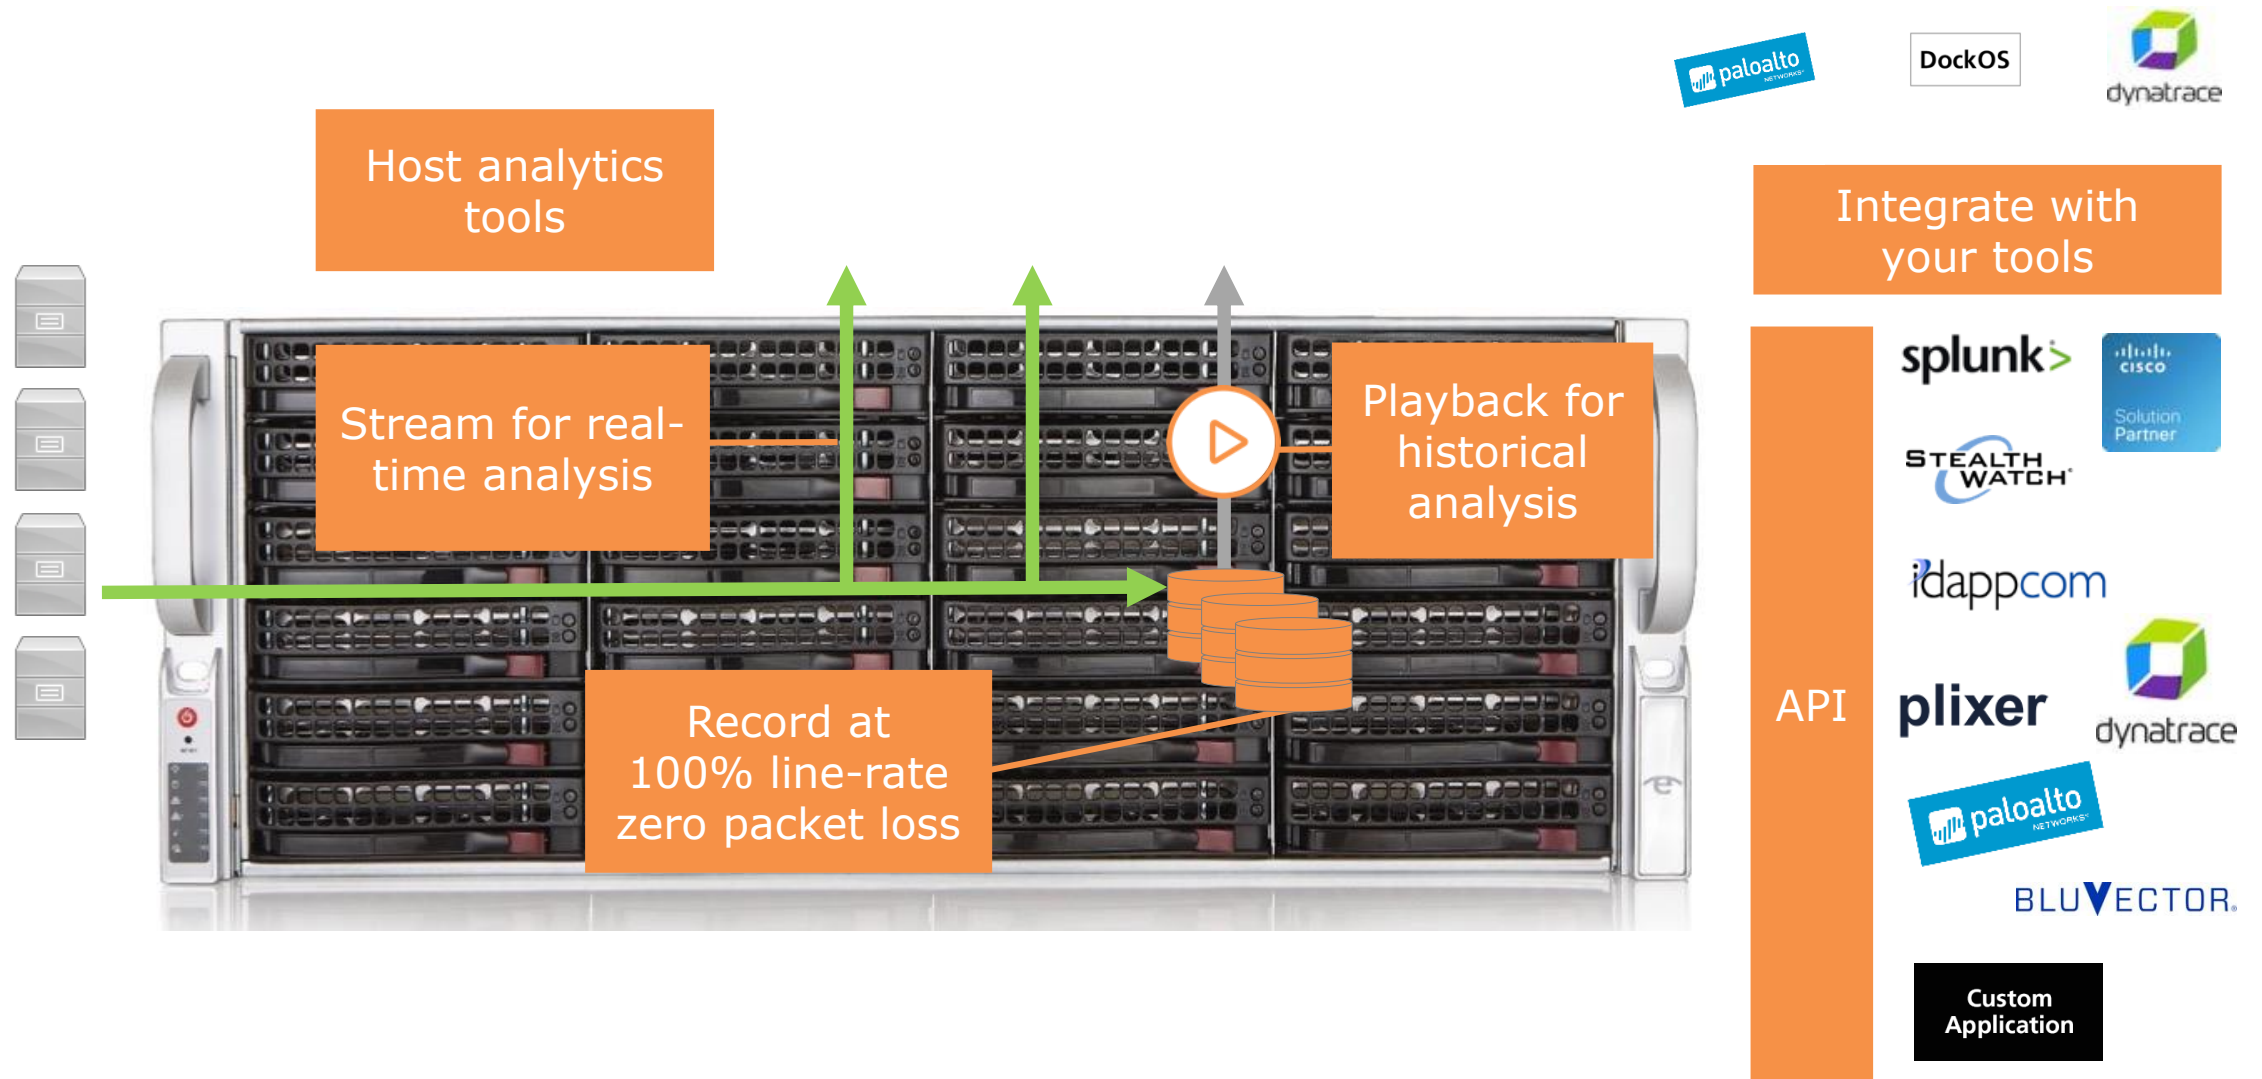 paloalto
NETWORKS
DockOS
dynatrace
Host analytics
tools
Integrate with
your tools
Stream for real-
time analysis
Playback for
historical
analysis
Record at
100% line-rate
zero packet loss
API
splunk>
CISCO
Solution
Partner
STEALTH
WATCH
idappcom
plixer
dynatrace
paloalto
NETWORKS
BLUVECTOR®
Custom
Application